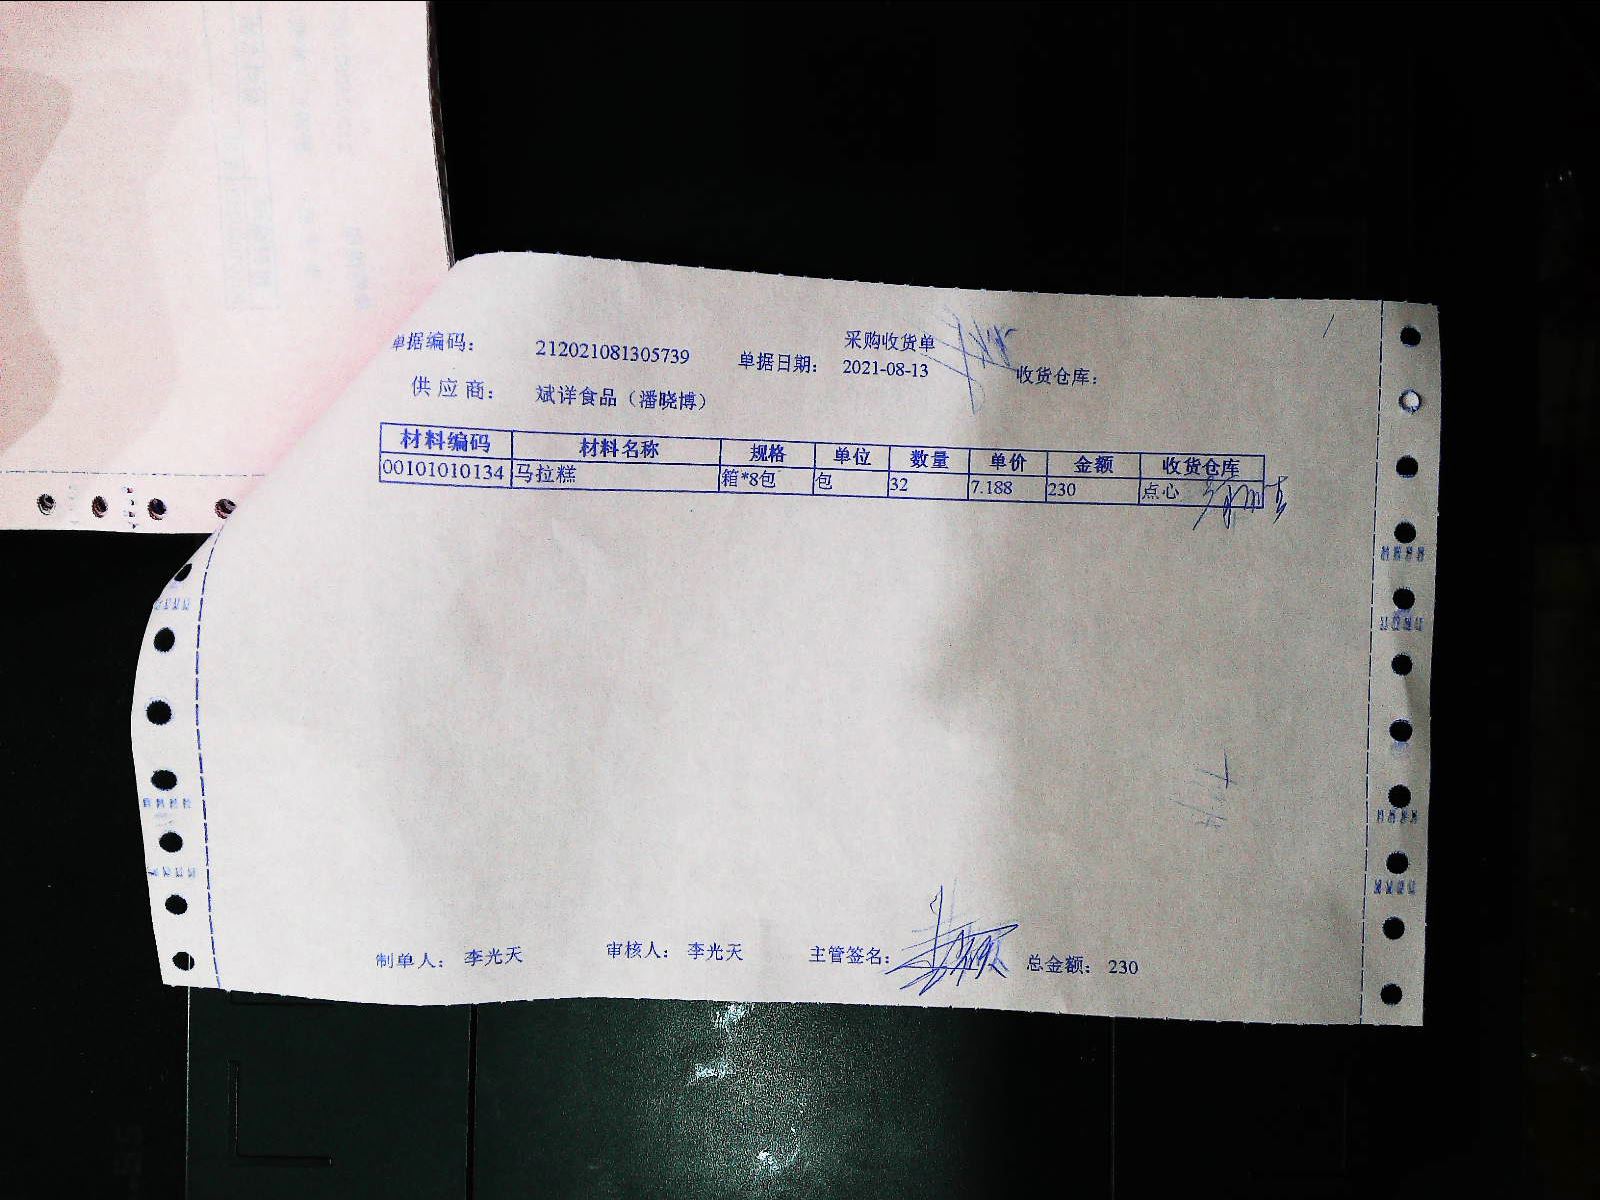 采购收货单
单据编码： 212021081305739 单据日期： 2021-08-13 收货仓库：
供应商： 斌详食品（潘晓博）
材料编码 材料名称 规格 单位 数量 单价 金额 收货仓库
00101010134 马拉糕 箱*8包 包 32 7.188 230 点心
制单人： 李光天 审核人： 李光天 主管签名： 总金额： 230